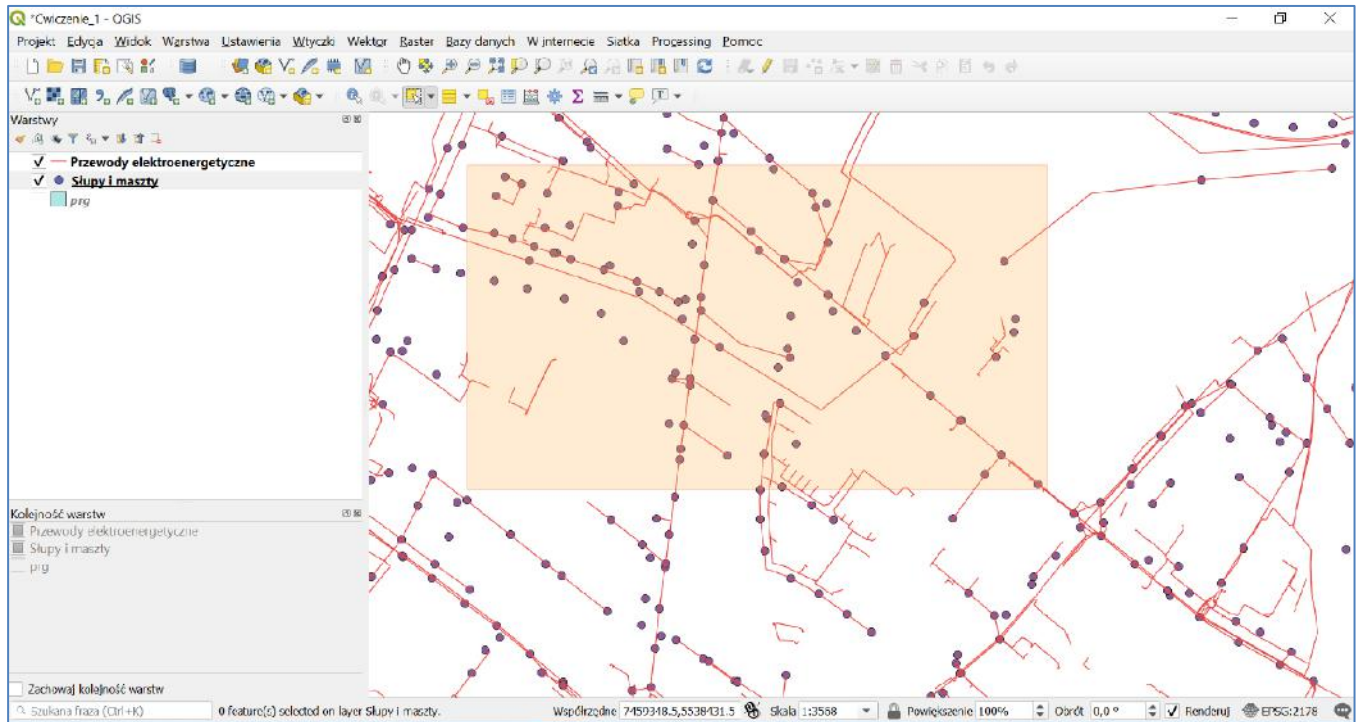 *Cwiczenie_1 - QGIS
Projekt Edycja Widok Warstwa Ustawienia Wtyczki Wektor Raster Bazy danych W internecie Siatka Processing Pomoc
Warstwy
Przewody elektroenergetyczne
Słupy i maszty
prg
Kolejność warstw
Przewody elektroenergetyczne
Słupy i maszty
prg
Zachowaj kolejność warstw
Szukana fraza (Ctrl+K) 0 feature(s) selected on layer Słupy i maszty. Współrzędne 7459348.5,5538431.5 Skala 1:3568 Powiększenie 100% Obrót 0,0 ° Renderuj EPSG:2178